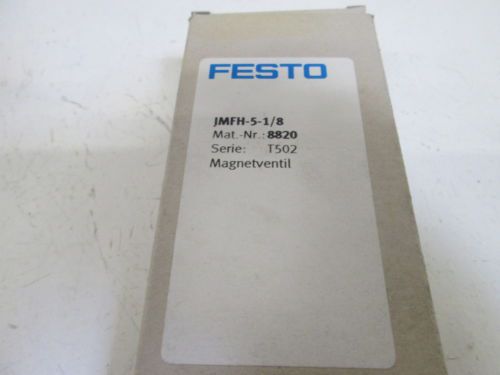 FESTO
JMFH-5-1/8
Mat.-Nr.: 8820
Serie: T502
Magnetventil